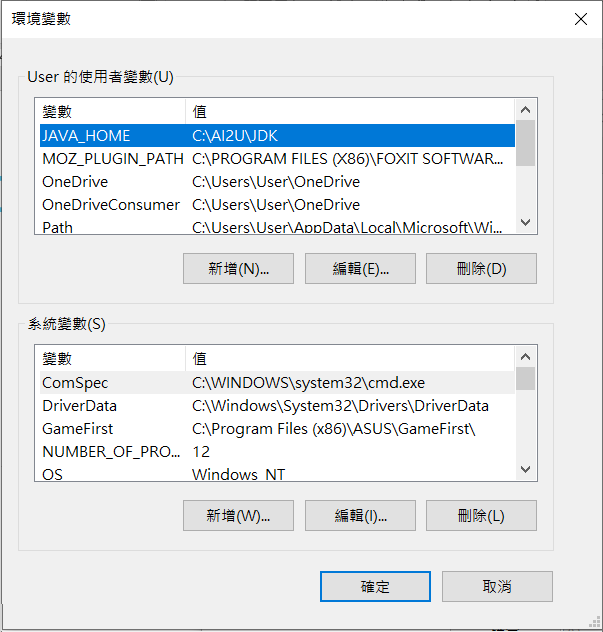 環境變數
User 的使用者變數(U)
變數 值
JAVA_HOME C:\AI2U\JDK
MOZ_PLUGIN_PATH C:\PROGRAM FILES (X86)\FOXIT SOFTWAR...
OneDrive C:\Users\User\OneDrive
OneDriveConsumer C:\Users\User\OneDrive
Path C:\Users\User\AppData\Local\Microsoft\Wi...
新增(N)... 編輯(E)... 刪除(D)
系統變數(S)
變數 值
ComSpec C:\WINDOWS\system32\cmd.exe
DriverData C:\Windows\System32\Drivers\DriverData
GameFirst C:\Program Files (x86)\ASUS\GameFirst\
NUMBER_OF_PRO... 12
OS Windows_NT
新增(W)... 編輯(I)... 刪除(L)
確定 取消